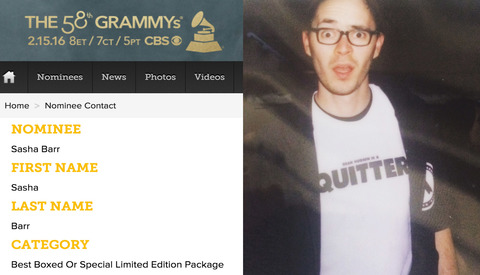 THE 58th GRAMMYs®
2.15.16 8ET / 7CT / 5PT CBS
Nominees
News
Photos
Videos
Home > Nominee Contact
NOMINEE
Sasha Barr
FIRST NAME
Sasha
LAST NAME
Barr
CATEGORY
Best Boxed Or Special Limited Edition Package
QUITTER